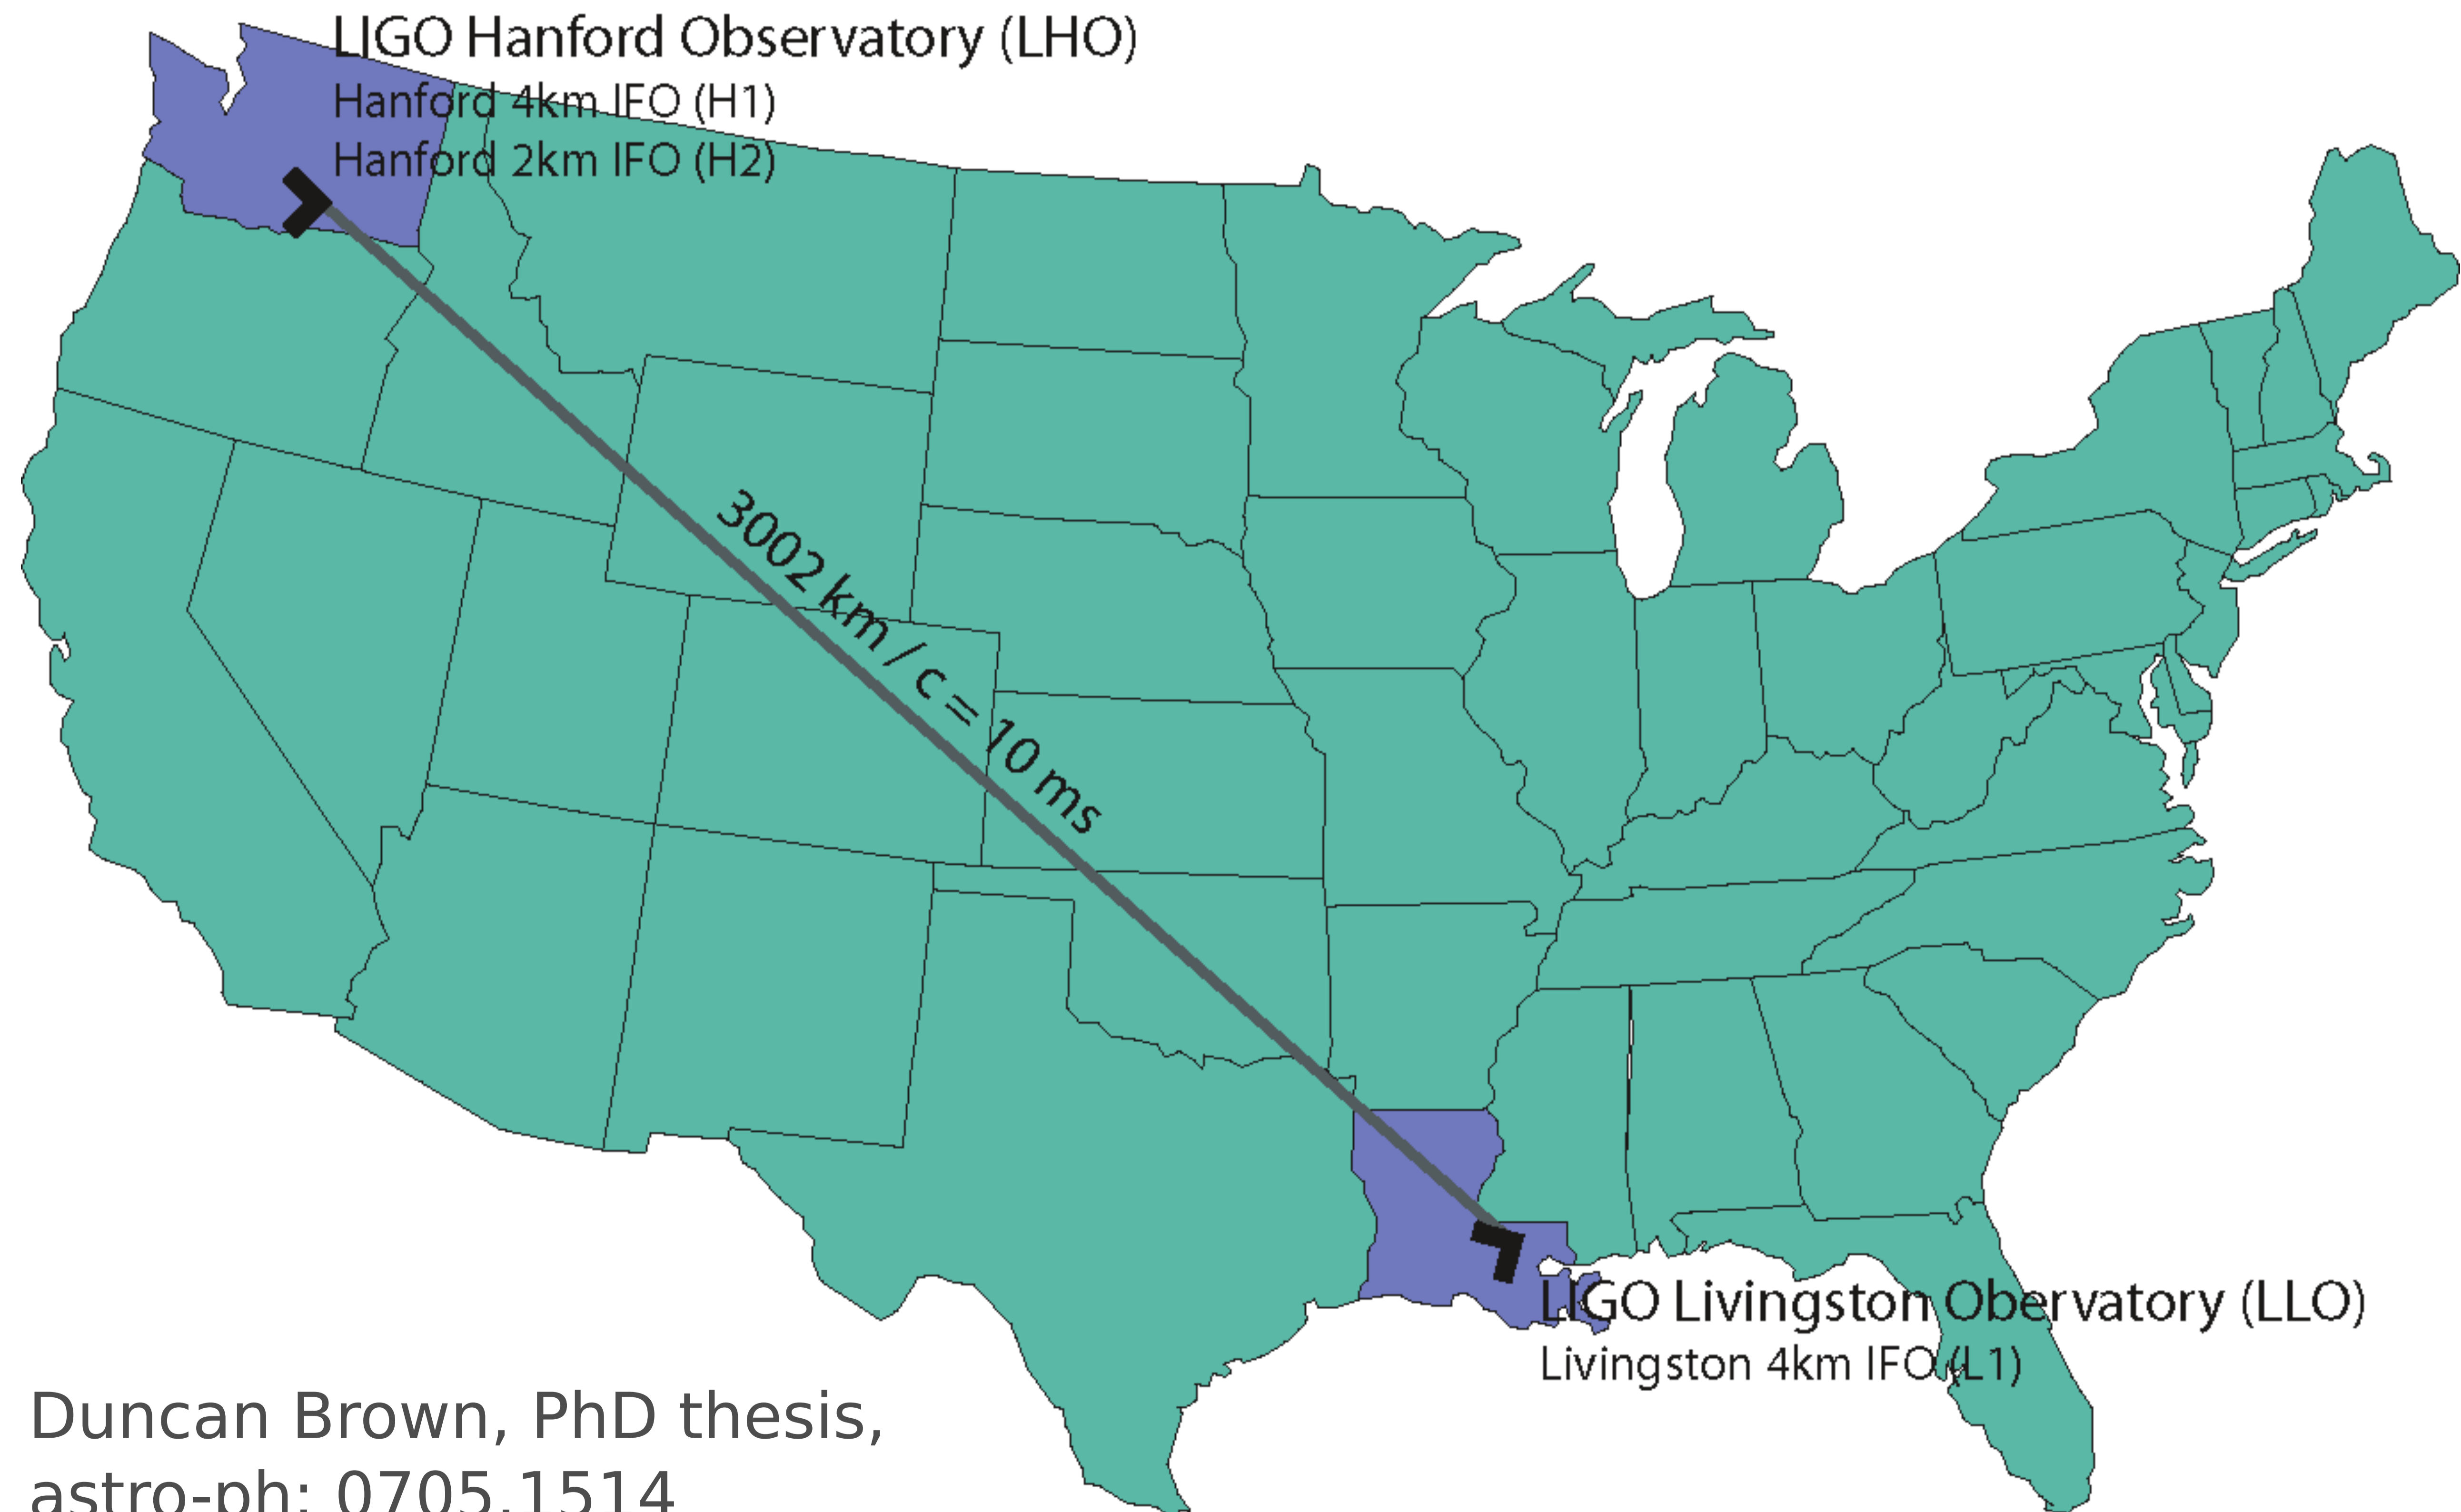 LIGO Hanford Observatory (LHO)
Hanford 4km IFO (H1)
Hanford 2km IFO (H2)
3002 km / c = 10 ms
LIGO Livingston Obervatory (LLO)
Livingston 4km IFO (L1)
Duncan Brown, PhD thesis,
astro-ph: 0705.1514